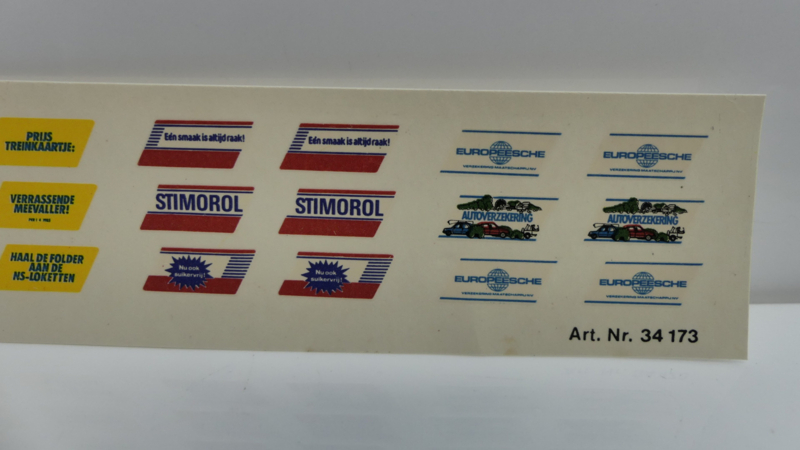 PRIJS
TREINKAARTJE:
VERRASSENDE
MEEVALLER!
HAAL DE FOLDER
AAN DE
NS-LOKETTEN
Eén smaak is altijd raak!
STIMOROL
Nu ook
suikervrij!
Eén smaak is altijd raak!
STIMOROL
Nu ook
suikervrij!
EUROPEESCHE
AUTOVERZEKERING
EUROPEESCHE
EUROPEESCHE
AUTOVERZEKERING
EUROPEESCHE
Art. Nr. 34 173